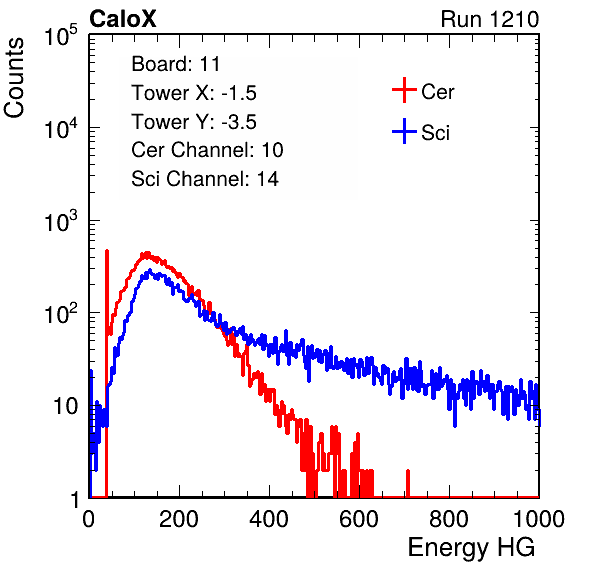 CaloX Run 1210
Counts
10^5
10^4
10^3
10^2
10
1
Board: 11
Tower X: -1.5
Tower Y: -3.5
Cer Channel: 10
Sci Channel: 14
Cer
Sci
0 200 400 600 800 1000
Energy HG